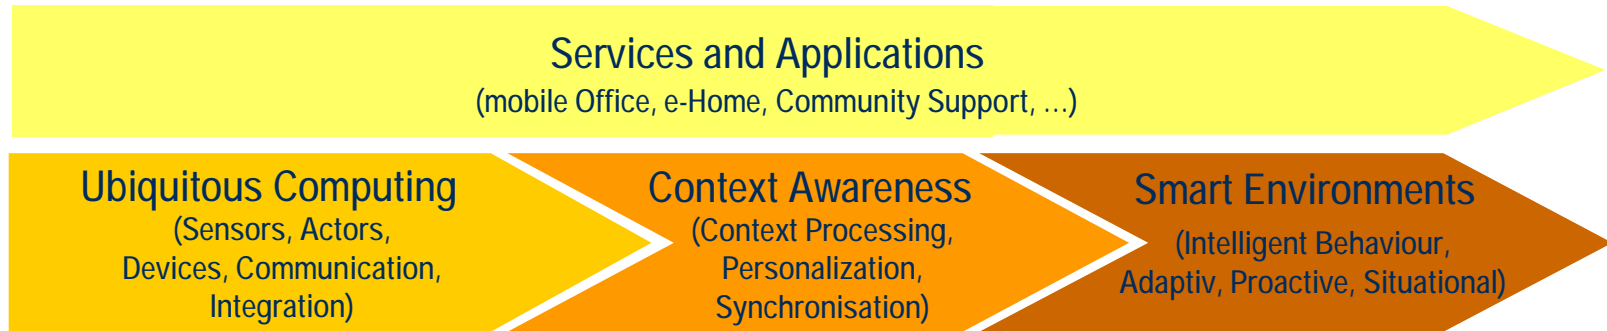 Services and Applications
(mobile Office, e-Home, Community Support, …)
Ubiquitous Computing
(Sensors, Actors,
Devices, Communication,
Integration)
Context Awareness
(Context Processing,
Personalization,
Synchronisation)
Smart Environments
(Intelligent Behaviour,
Adaptiv, Proactive, Situational)